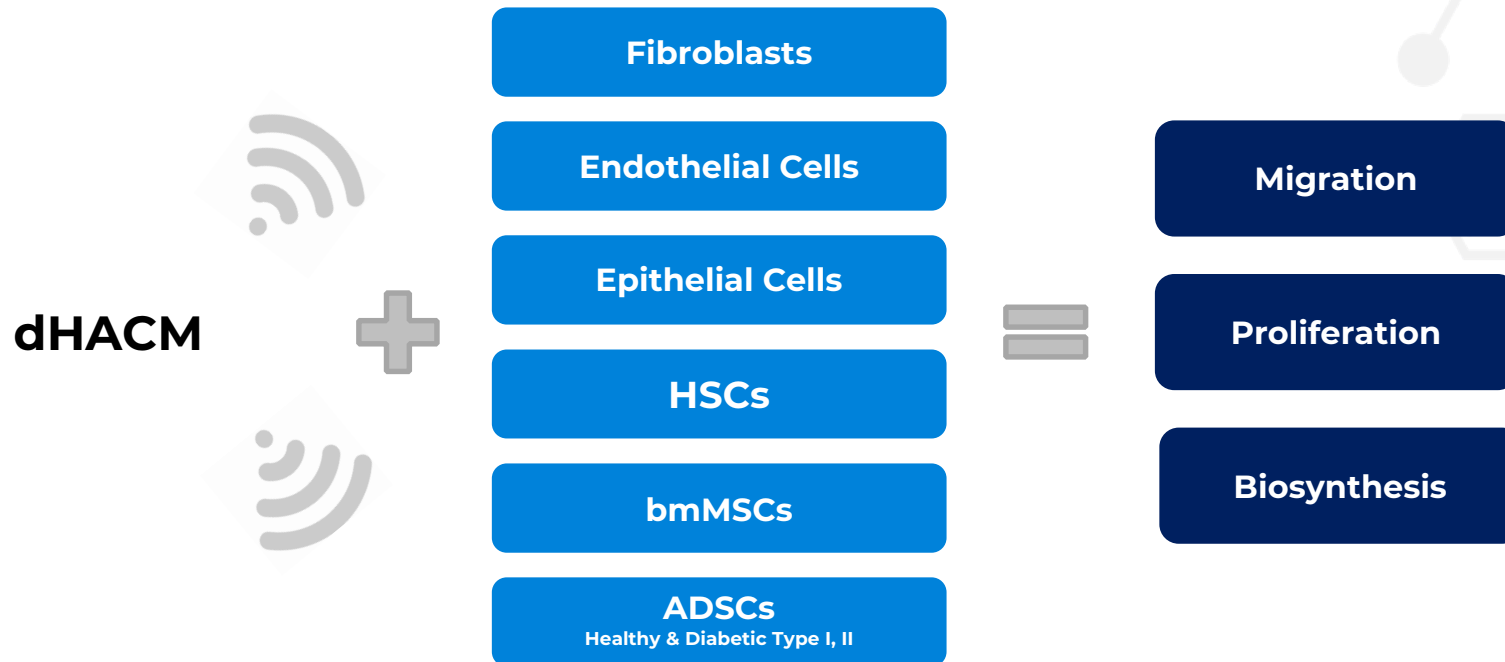 dHACM
Fibroblasts
Endothelial Cells
Epithelial Cells
HSCs
bmMSCs
ADSCs
Healthy & Diabetic Type I, II
Migration
Proliferation
Biosynthesis